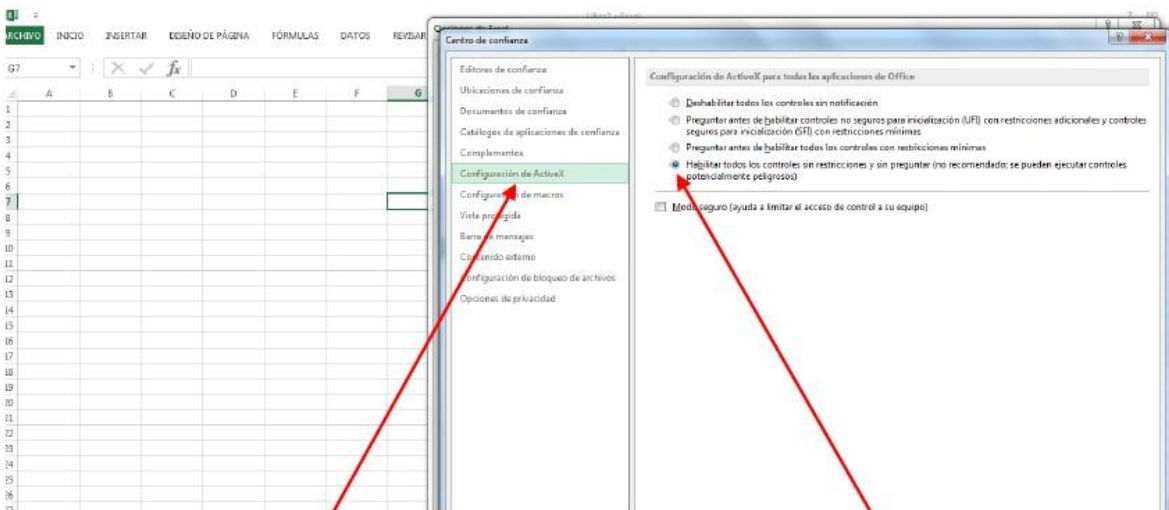 ARCHIVO INICIO INSERTAR DISEÑO DE PÁGINA FÓRMULAS DATOS REVISAR
Opciones de Excel
Centro de confianza
G7
fx
A B C D E F G
Editores de confianza
Ubicaciones de confianza
Documentos de confianza
Catálogos de aplicaciones de confianza
Complementos
Configuración de ActiveX
Configuración de macros
Vista protegida
Barra de mensajes
Contenido externo
Configuración de bloqueo de archivos
Opciones de privacidad
Configuración de ActiveX para todas las aplicaciones de Office
Deshabilitar todos los controles sin notificación
Preguntar antes de habilitar controles no seguros para inicialización (UFI) con restricciones adicionales y controles
seguros para inicialización (SFI) con restricciones mínimas
Preguntar antes de habilitar todos los controles con restricciones mínimas
Habilitar todos los controles sin restricciones y sin preguntar (no recomendado; se pueden ejecutar controles
potencialmente peligrosos)
Modo seguro (ayuda a limitar el acceso de control a su equipo)
1
2
3
4
5
6
7
8
9
10
11
12
13
14
15
16
17
18
19
20
21
22
23
24
25
26